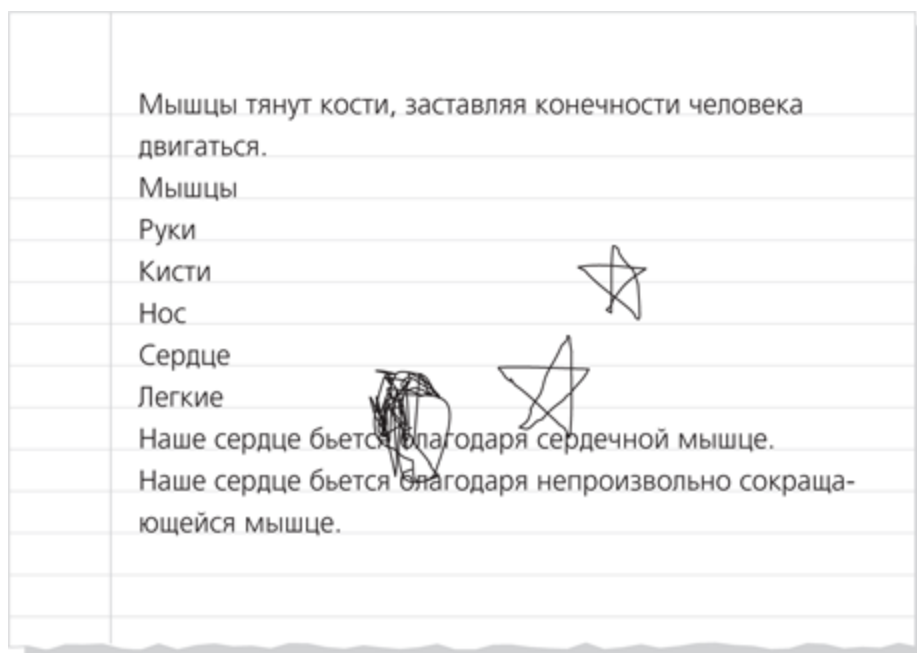 Мышцы тянут кости, заставляя конечности человека
двигаться.
Мышцы
Руки
Кисти
Нос
Сердце
Легкие
Наше сердце бьется благодаря сердечной мышце.
Наше сердце бьется благодаря непроизвольно сокраща-
ющейся мышце.